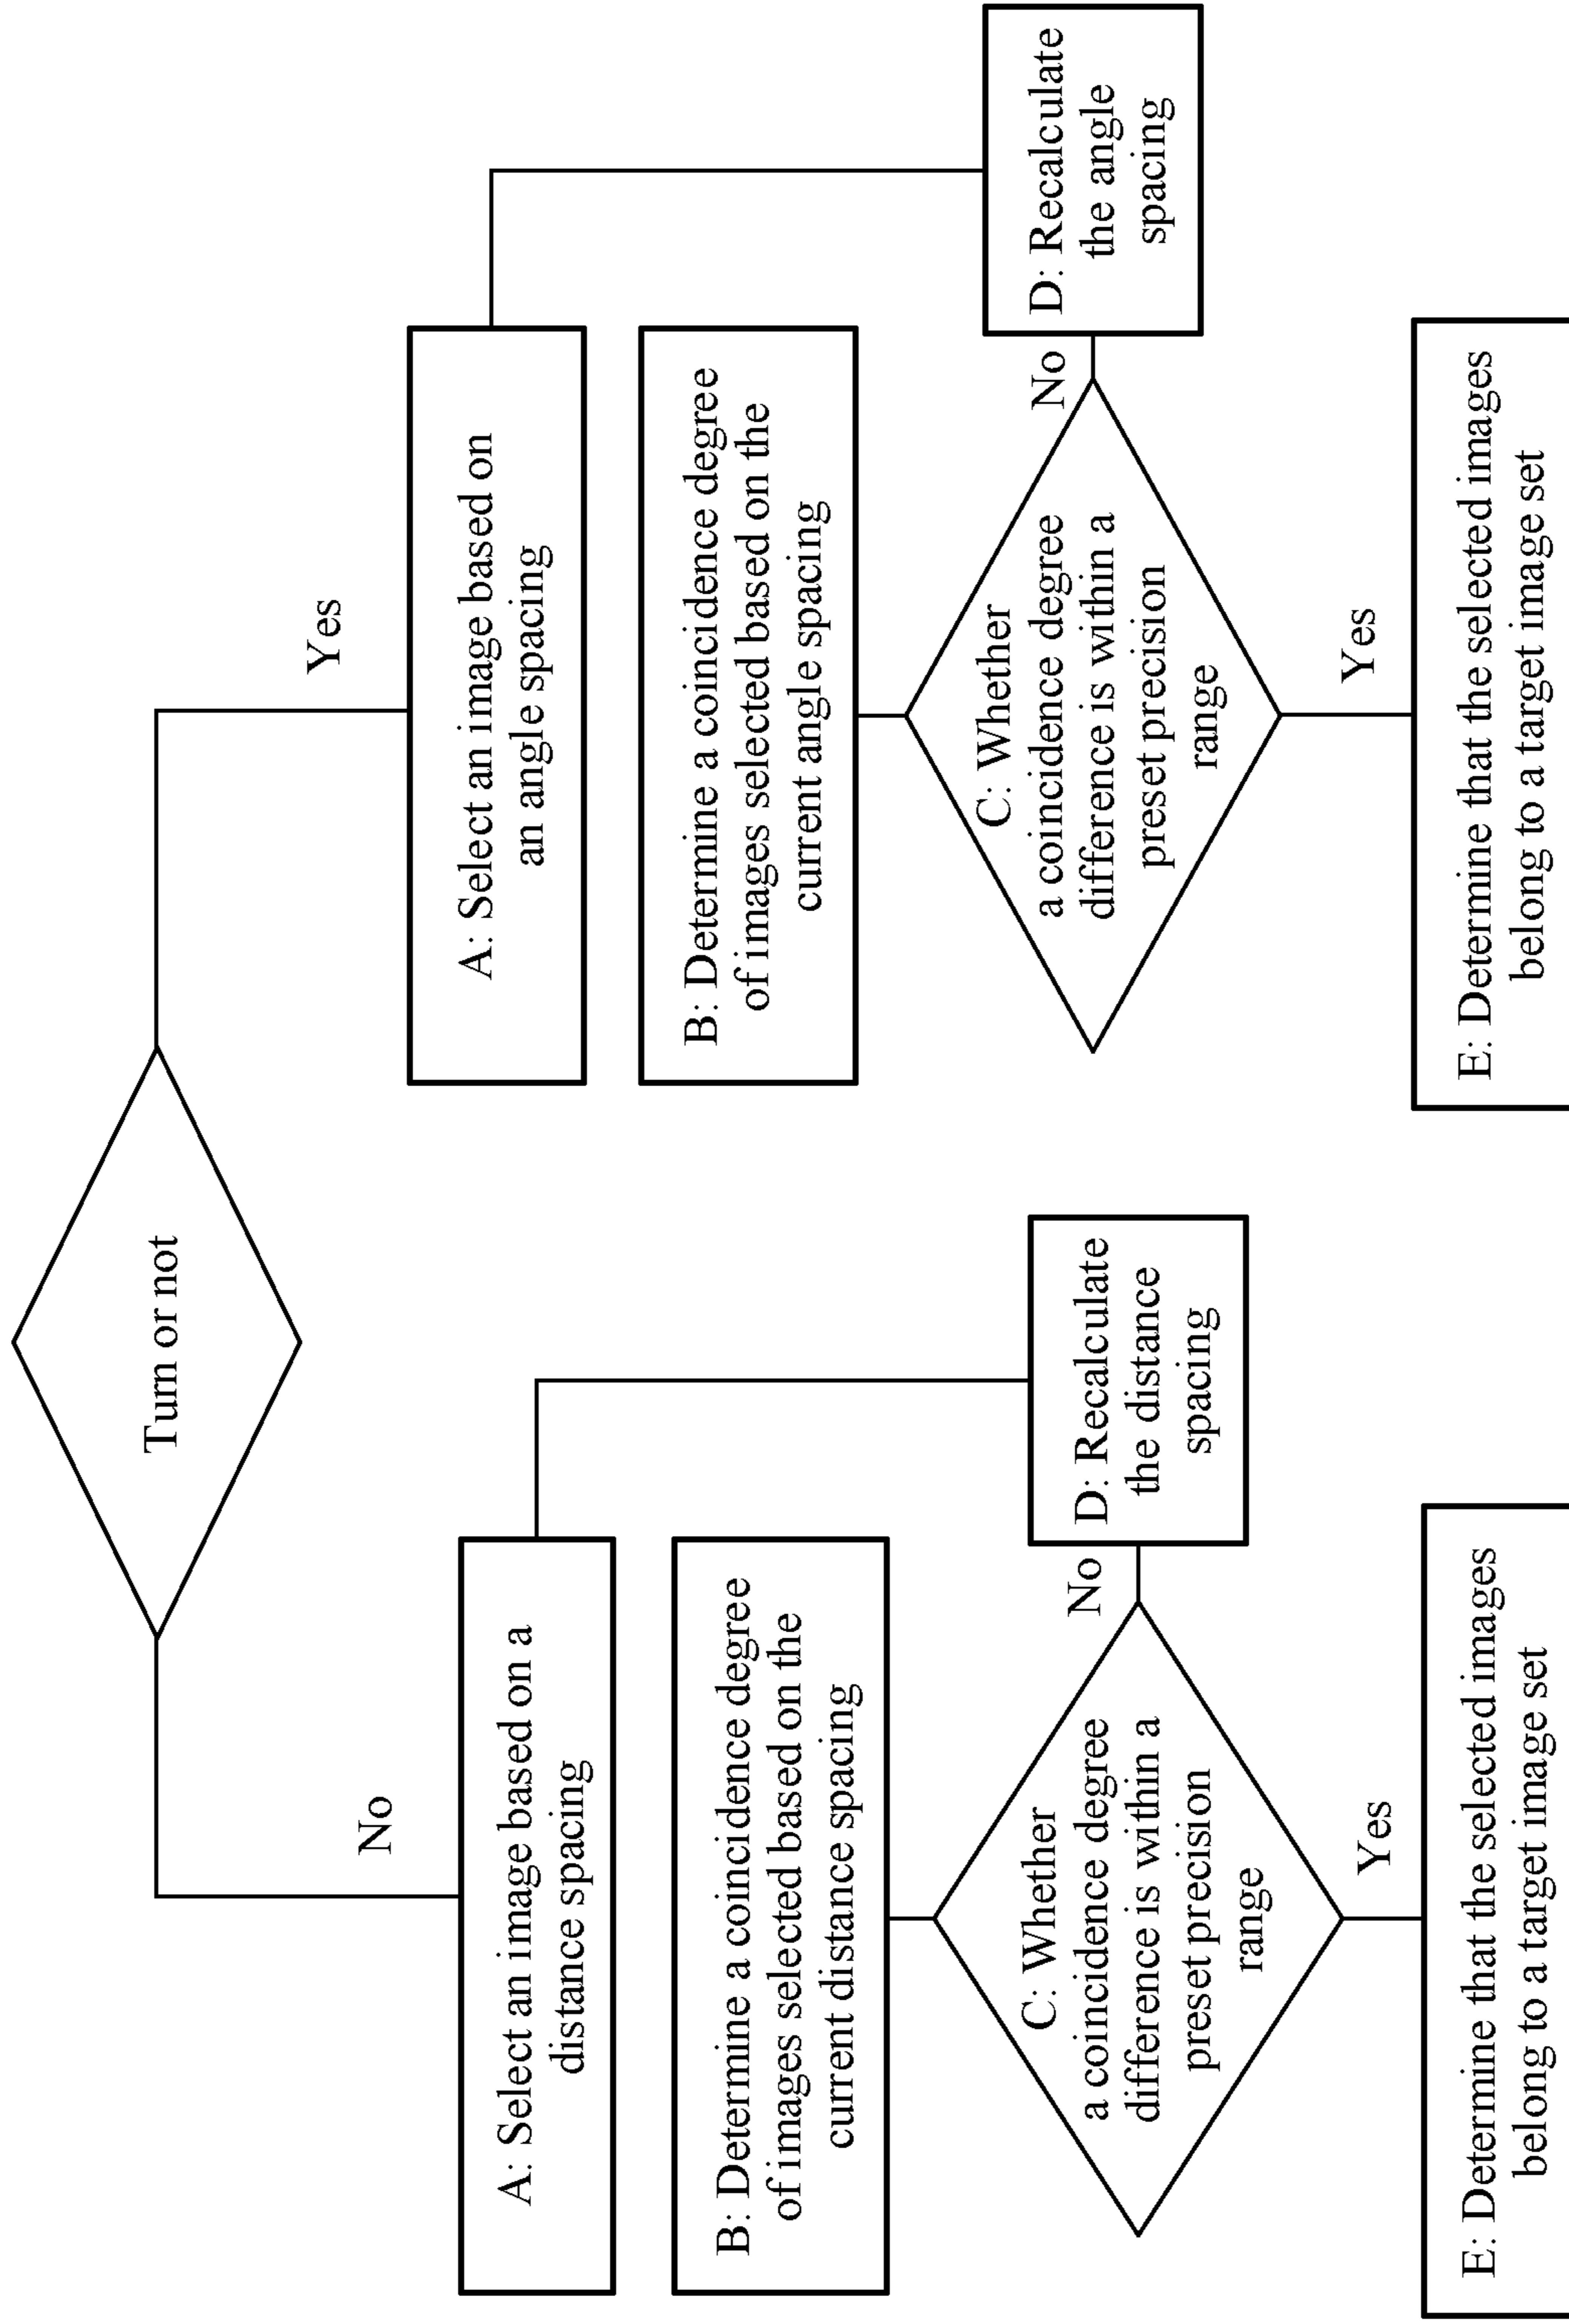 Turn or not
No
A: Select an image based on a
distance spacing
B: Determine a coincidence degree
of images selected based on the
current distance spacing
C: Whether
a coincidence degree
difference is within a
preset precision
range
No
D: Recalculate
the distance
spacing
Yes
E: Determine that the selected images
belong to a target image set
Yes
A: Select an image based on
an angle spacing
B: Determine a coincidence degree
of images selected based on the
current angle spacing
C: Whether
a coincidence degree
difference is within a
preset precision
range
No
D: Recalculate
the angle
spacing
Yes
E: Determine that the selected images
belong to a target image set